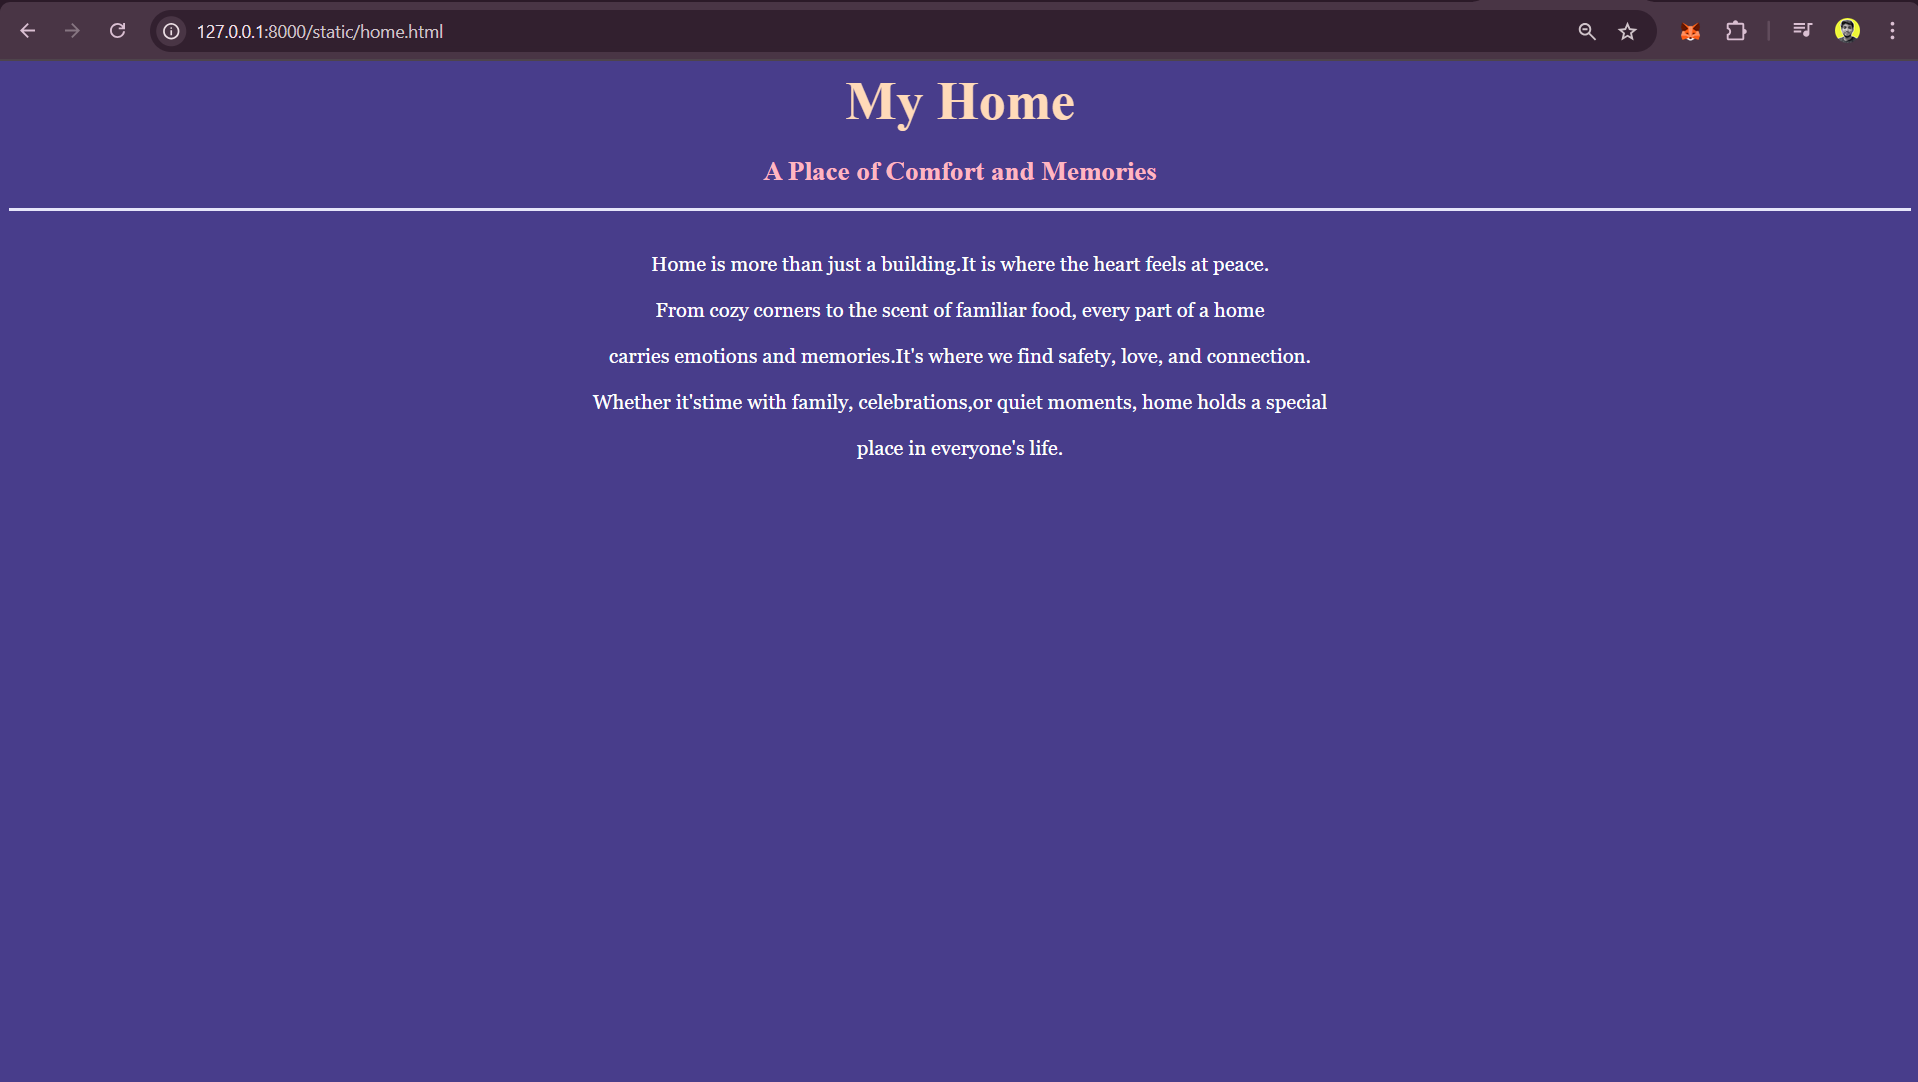 127.0.0.1:8000/static/home.html
My Home
A Place of Comfort and Memories
Home is more than just a building.It is where the heart feels at peace.
From cozy corners to the scent of familiar food, every part of a home
carries emotions and memories.It's where we find safety, love, and connection.
Whether it'stime with family, celebrations,or quiet moments, home holds a special
place in everyone's life.